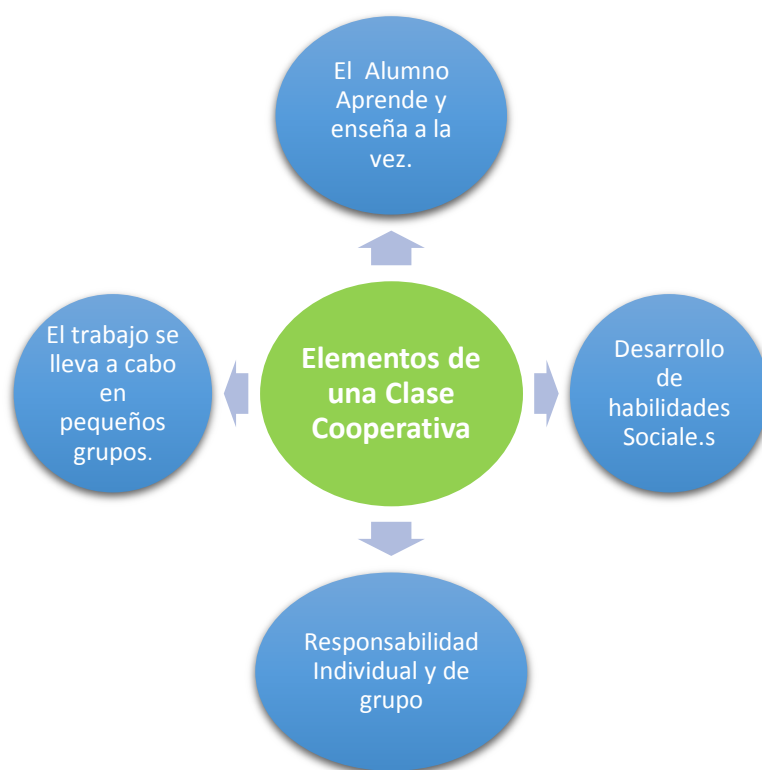 El Alumno
Aprende y
enseña a la
vez.
El trabajo se
lleva a cabo
en
pequeños
grupos.
Elementos de
una Clase
Cooperativa
Desarrollo
de
habilidades
Sociale.s
Responsabilidad
Individual y de
grupo